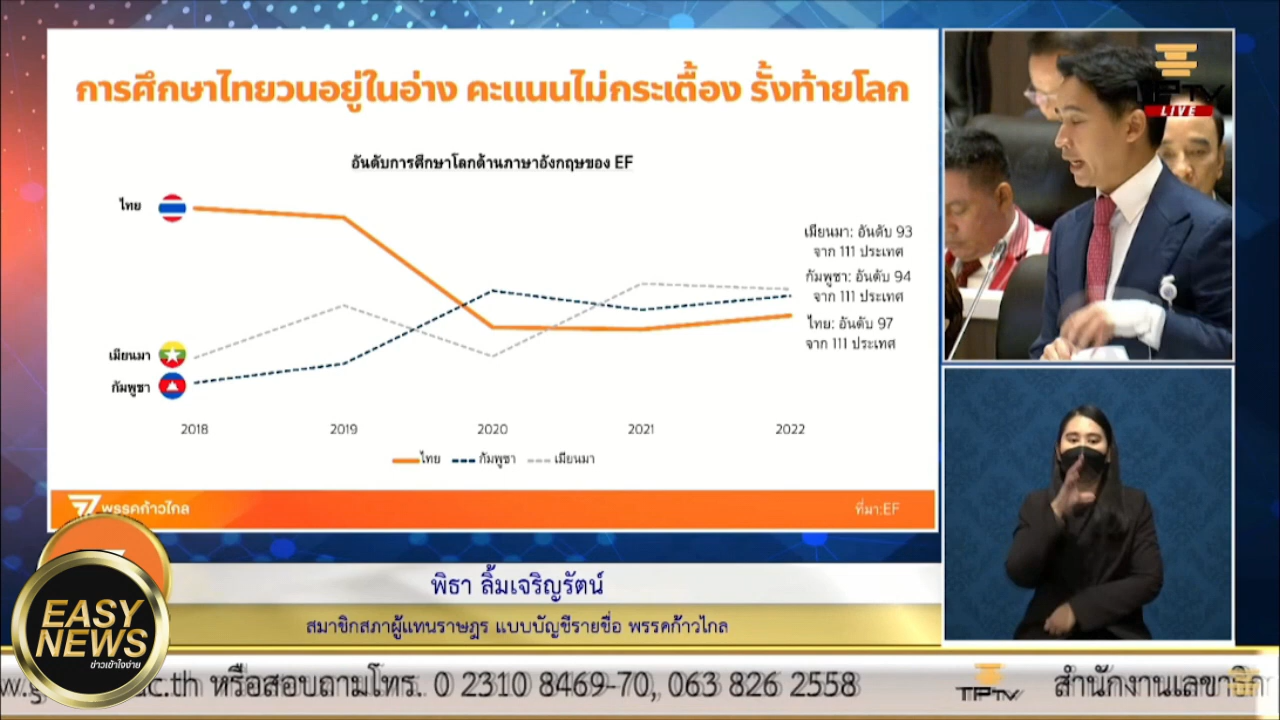 การศึกษาไทยวนอยู่ในอ่าง คะแนนไม่กระเตื้อง รั้งท้ายโลก
อันดับการศึกษาโลกด้านภาษาอังกฤษของ EF
ไทย
เมียนมา
กัมพูชา
เมียนมา: อันดับ 93
จาก 111 ประเทศ
กัมพูชา: อันดับ 94
จาก 111 ประเทศ
ไทย: อันดับ 97
จาก 111 ประเทศ
2018 2019 2020 2021 2022
ไทย กัมพูชา เมียนมา
พรรคก้าวไกล
ที่มา:EF
TPTV
LIVE
พิธา ลิ้มเจริญรัตน์
สมาชิกสภาผู้แทนราษฎร แบบบัญชีรายชื่อ พรรคก้าวไกล
EASY
NEWS
ข่าวเข้าใจง่าย
c.th หรือสอบถามโทร. 0 2310 8469-70, 063 826 2558
TPTV
สำนักงานเลขาธิก